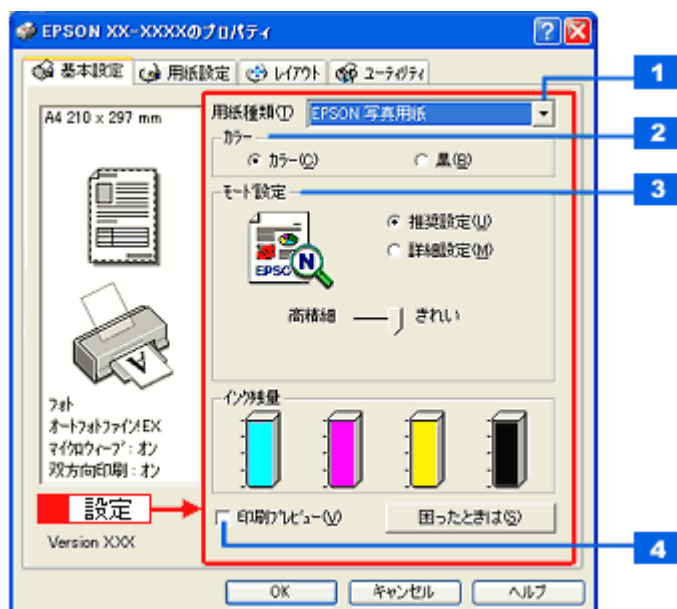 EPSON XX-XXXXのプロパティ
基本設定 用紙設定 レイアウト ユーティリティ
A4 210 x 297 mm
用紙種類(T) EPSON 写真用紙
1
カラー
2
カラー(C) 黒(B)
モード設定
3
推奨設定(U)
詳細設定(M)
EPSO
N
高精細 きれい
インク残量
フォト
オートフォトファイン!EX
マイクロウィーブ : オン
双方向印刷 : オン
設定
印刷プレビュー(V) 困ったときは(S)
4
Version XXX
OK キャンセル ヘルプ